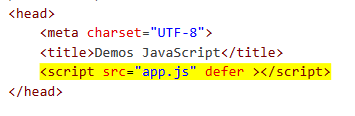 <head>
<meta charset="UTF-8">
<title>Demos JavaScript</title>
<script src="app.js" defer ></script>
</head>